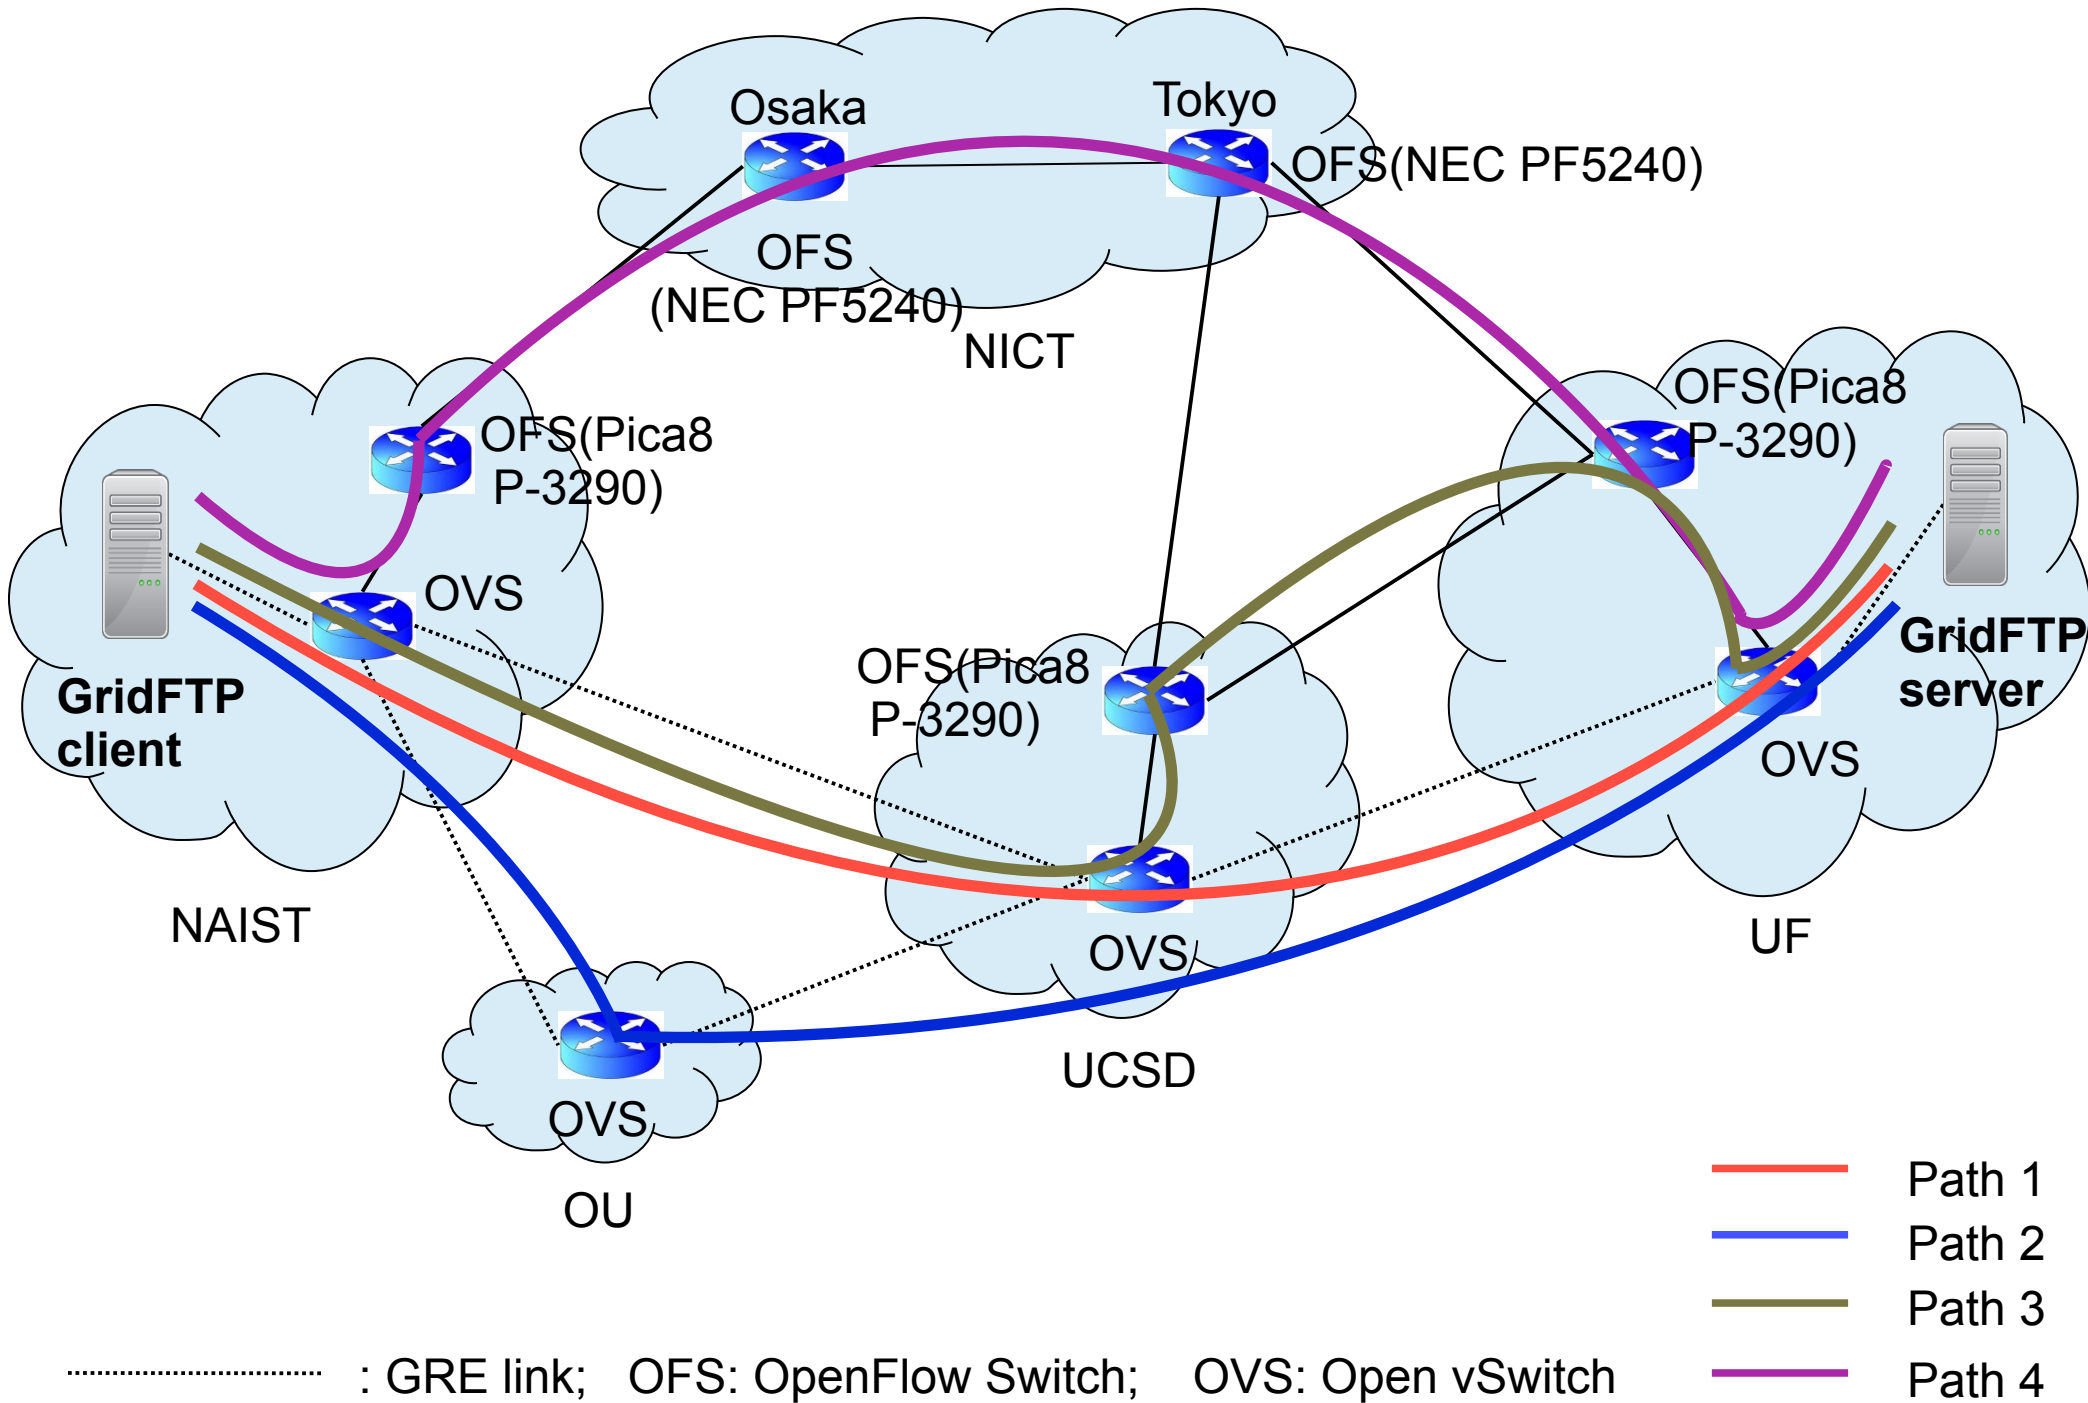 Osaka
Tokyo
OFS(NEC PF5240)
OFS
(NEC PF5240)
NICT
OFS(Pica8
P-3290)
OFS(Pica8
P-3290)
OVS
GridFTP
client
GridFTP
server
OFS(Pica8
P-3290)
OVS
NAIST
OVS
UF
UCSD
OVS
OU
Path 1
Path 2
Path 3
Path 4
: GRE link; OFS: OpenFlow Switch; OVS: Open vSwitch